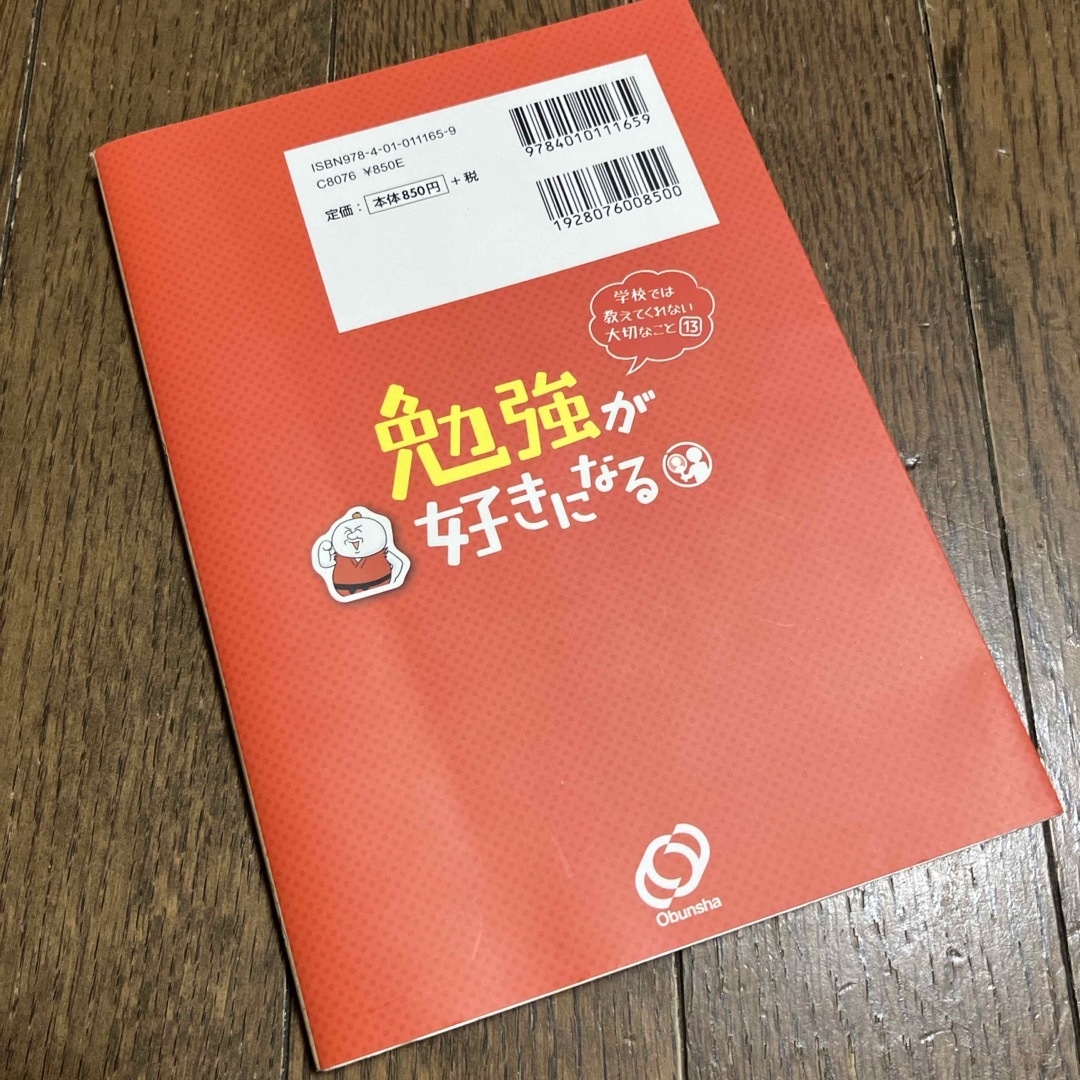 ISBN978-4-01-011165-9
C8076 ¥850E
定価： 本体850円 +税
9784010111659
1928076008500
学校では
教えてくれない
大切なこと 13
勉強が
好きになる
Obunsha